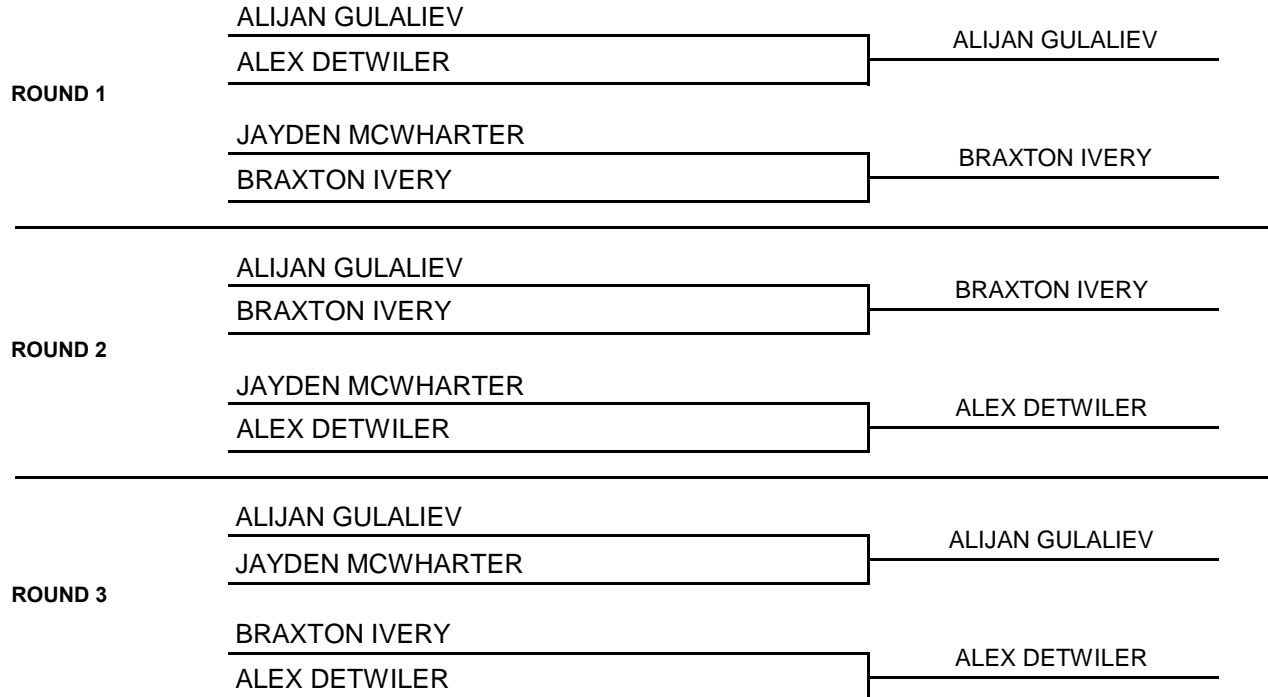 ALIJAN GULALIEV
ALIJAN GULALIEV
ALEX DETWILER
ROUND 1
JAYDEN MCWHARTER
BRAXTON IVERY
BRAXTON IVERY
ALIJAN GULALIEV
BRAXTON IVERY
BRAXTON IVERY
ROUND 2
JAYDEN MCWHARTER
ALEX DETWILER
ALEX DETWILER
ALIJAN GULALIEV
ALIJAN GULALIEV
JAYDEN MCWHARTER
ROUND 3
BRAXTON IVERY
ALEX DETWILER
ALEX DETWILER